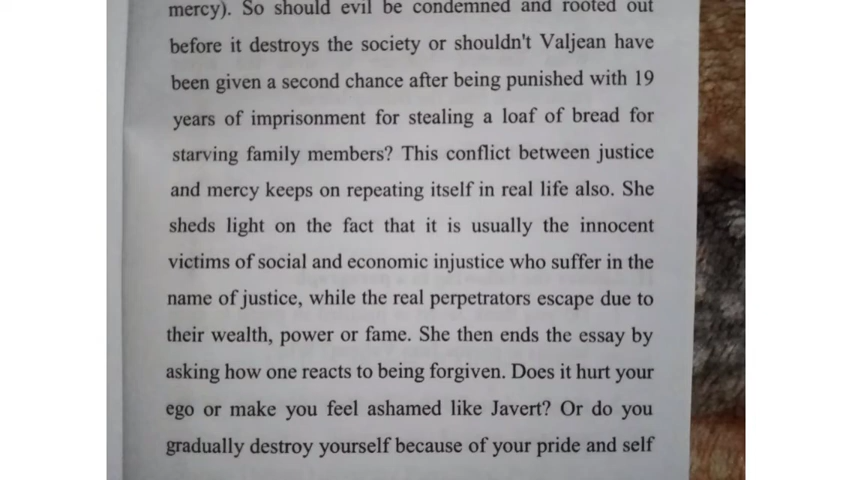 mercy). So should evil be condemned and rooted out
before it destroys the society or shouldn't Valjean have
been given a second chance after being punished with 19
years of imprisonment for stealing a loaf of bread for
starving family members? This conflict between justice
and mercy keeps on repeating itself in real life also. She
sheds light on the fact that it is usually the innocent
victims of social and economic injustice who suffer in the
name of justice, while the real perpetrators escape due to
their wealth, power or fame. She then ends the essay by
asking how one reacts to being forgiven. Does it hurt your
ego or make you feel ashamed like Javert? Or do you
gradually destroy yourself because of your pride and self